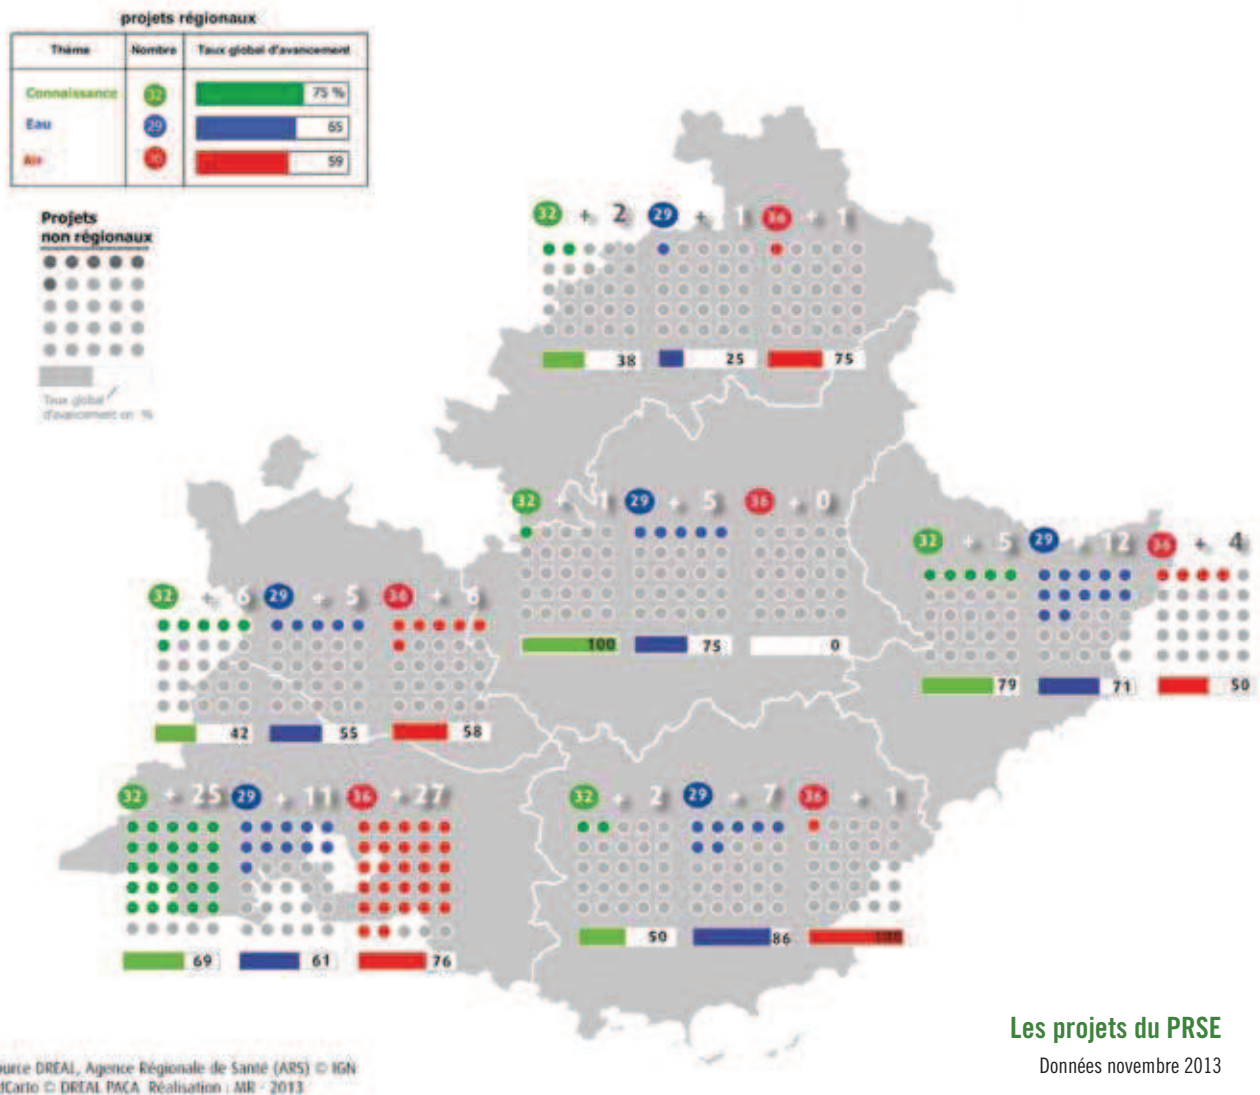 projets régionaux
Thème Nombre Taux global d'avancement
Connaissance 32 75 %
Eau 29 65
Air 59
Projets
non régionaux
Taux global
d'avancement en %
32 + 2 29 + 1 36 + 1
38 25 75
32 + 1 29 + 5 36 + 0
100 75 0
32 + 5 29 + 12 36 + 4
79 71 50
32 + 6 29 + 5 36 + 6
42 55 58
32 + 25 29 + 11 36 + 27
69 61 76
32 + 2 29 + 7 36 + 1
50 86 100
Les projets du PRSE
Données novembre 2013
ource DREAL, Agence Régionale de Santé (ARS) © IGN
dCarto © DREAL PACA Réalisation : MR - 2013